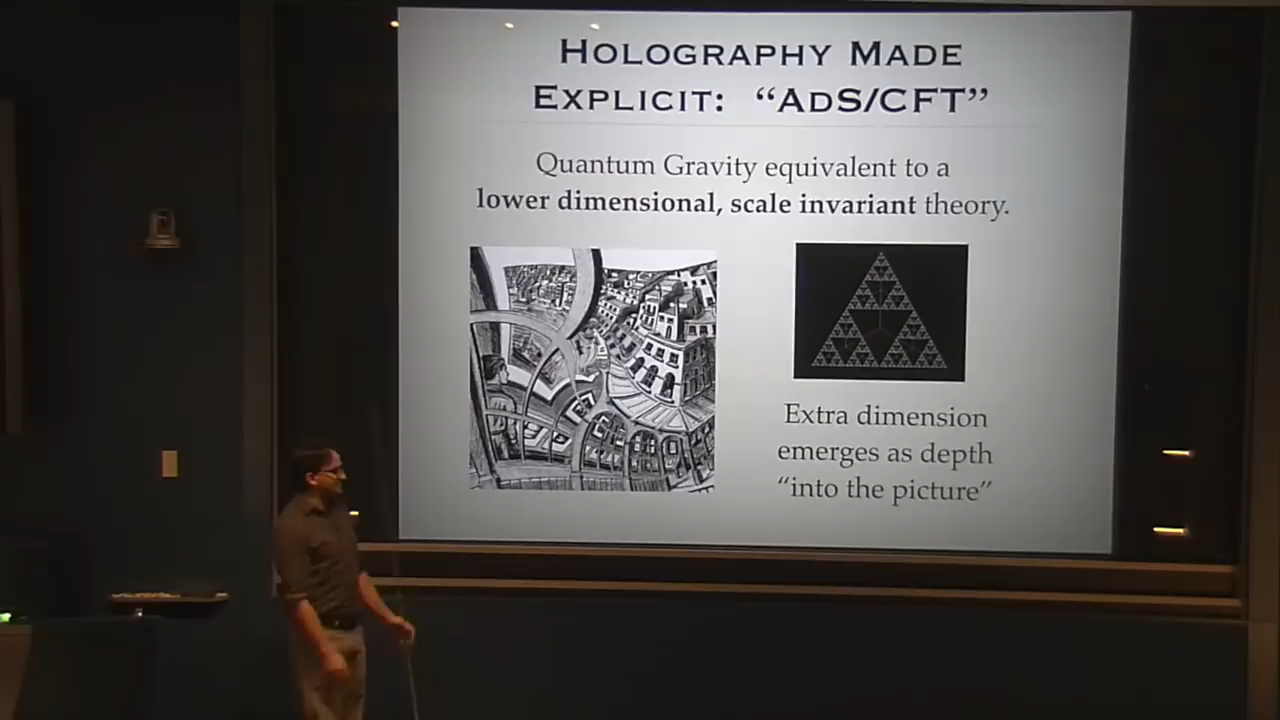 HOLOGRAPHY MADE
EXPLICIT: “ADS/CFT”
Quantum Gravity equivalent to a
lower dimensional, scale invariant theory.
Extra dimension
emerges as depth
“into the picture”